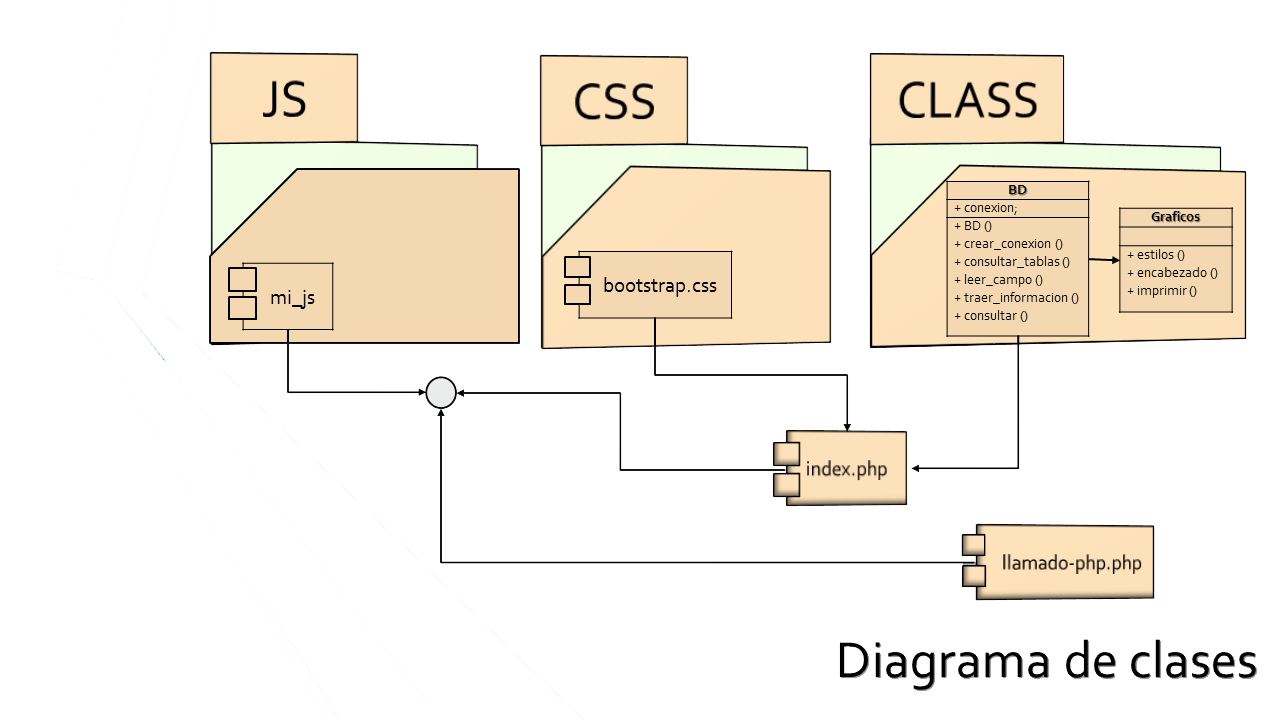 JS
CSS
CLASS
BD
+ conexion;
+ BD ()
+ crear_conexion ()
+ consultar_tablas ()
+ leer_campo ()
+ traer_informacion ()
+ consultar ()
Graficos
+ estilos ()
+ encabezado ()
+ imprimir ()
mi_js
bootstrap.css
index.php
llamado-php.php
Diagrama de clases